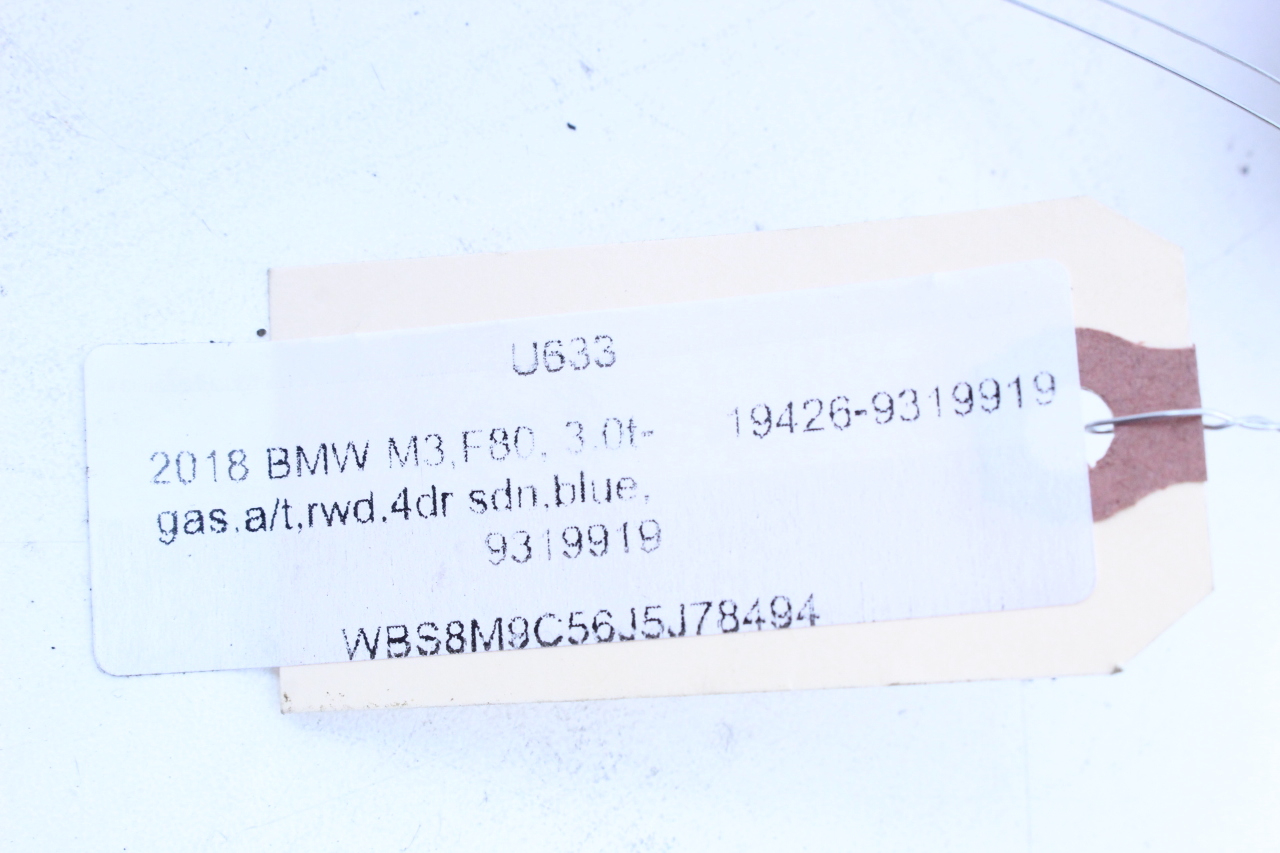 U633
2018 BMW M3,F80, 3.0t- 19426-9319919
gas,a/t,rwd,4dr sdn,blue,
9319919
WBS8M9C56J5J78494